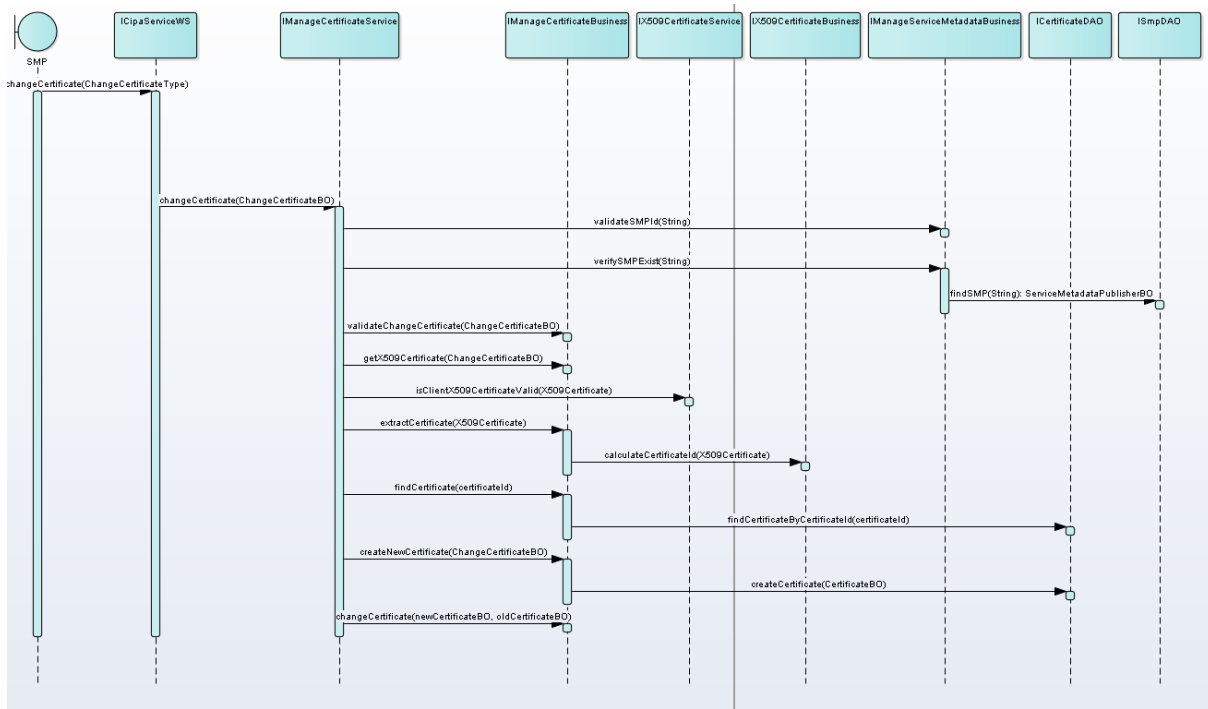 ICipaServiceWS
IManageCertificateService
IManageCertificateBusiness
IX509CertificateService
IX509CertificateBusiness
IManageServiceMetadataBusiness
ICertificateDAO
ISmpDAO
SMP
changeCertificate(ChangeCertificateType)
changeCertificate(ChangeCertificateBO)
validateSMPId(String)
verifySMPExist(String)
findSMP(String): ServiceMetadataPublisherBO
validateChangeCertificate(ChangeCertificateBO)
getX509Certificate(ChangeCertificateBO)
isClientX509CertificateValid(X509Certificate)
extractCertificate(X509Certificate)
calculateCertificateId(X509Certificate)
findCertificate(certificateId)
findCertificateByCertificateId(certificateId)
createNewCertificate(ChangeCertificateBO)
createCertificate(CertificateBO)
changeCertificate(newCertificateBO, oldCertificateBO)